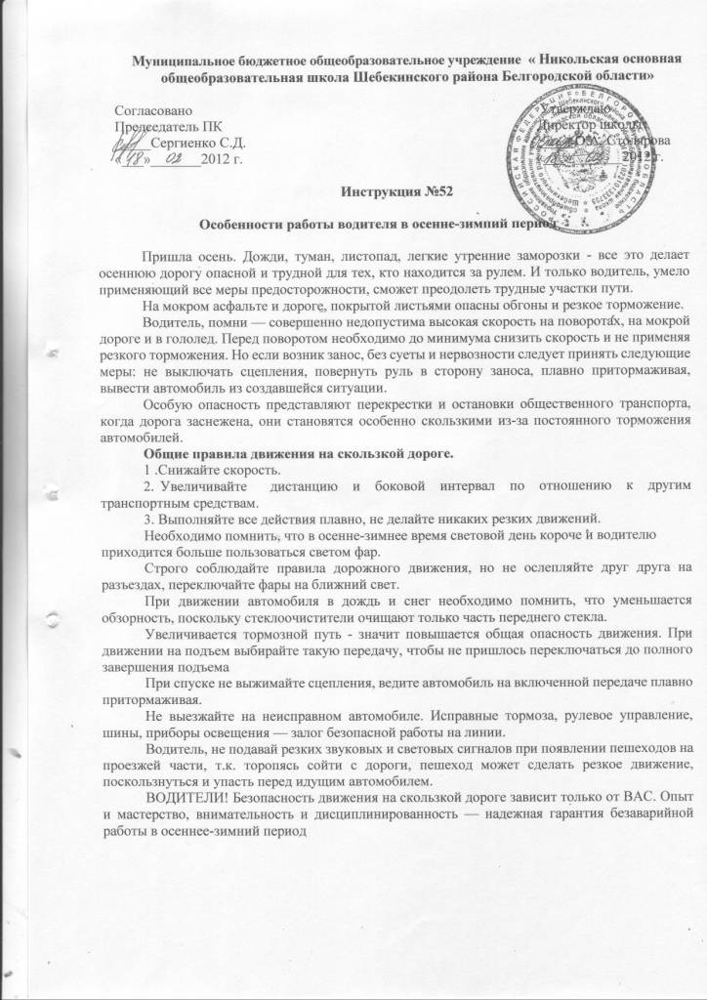 Муниципальное бюджетное общеобразовательное учреждение « Никольская основная
общеобразовательная школа Шебекинского района Белгородской области»
Согласовано Утверждаю
Председатель ПК Директор школы
Сергиенко С.Д. Столярова
«18» 02 2012 г. 2012 г.
Инструкция №52
Особенности работы водителя в осенне-зимпий период
Пришла осень. Дожди, туман, листопад, легкие утренние заморозки - все это делает
осеннюю дорогу опасной и трудной для тех, кто находится за рулем. И только водитель, умело
применяющий все меры предосторожности, сможет преодолеть трудные участки пути.
На мокром асфальте и дороге, покрытой листьями опасны обгоны и резкое торможение.
Водитель, помни — совершенно недопустима высокая скорость на поворотах, на мокрой
дороге и в гололед. Перед поворотом необходимо до минимума снизить скорость и не применяя
резкого торможения. Но если возник занос, без суеты и нервозности следует принять следующие
меры: не выключать сцепления, повернуть руль в сторону заноса, плавно притормаживая,
вывести автомобиль из создавшейся ситуации.
Особую опасность представляют перекрестки и остановки общественного транспорта,
когда дорога заснежена, они становятся особенно скользкими из-за постоянного торможения
автомобилей.
Общие правила движения на скользкой дороге.
1 .Снижайте скорость.
2. Увеличивайте дистанцию и боковой интервал по отношению к другим
транспортным средствам.
3. Выполняйте все действия плавно, не делайте никаких резких движений.
Необходимо помнить, что в осенне-зимнее время световой день короче и водителю
приходится больше пользоваться светом фар.
Строго соблюдайте правила дорожного движения, но не ослепляйте друг друга на
разъездах, переключайте фары на ближний свет.
При движении автомобиля в дождь и снег необходимо помнить, что уменьшается
обзорность, поскольку стеклоочистители очищают только часть переднего стекла.
Увеличивается тормозной путь - значит повышается общая опасность движения. При
движении на подъем выбирайте такую передачу, чтобы не пришлось переключаться до полного
завершения подъема
При спуске не выжимайте сцепления, ведите автомобиль на включенной передаче плавно
притормаживая.
Не выезжайте на неисправном автомобиле. Исправные тормоза, рулевое управление,
шины, приборы освещения — залог безопасной работы на линии.
Водитель, не подавай резких звуковых и световых сигналов при появлении пешеходов на
проезжей части, т.к. торопясь сойти с дороги, пешеход может сделать резкое движение,
поскользнуться и упасть перед идущим автомобилем.
ВОДИТЕЛИ! Безопасность движения на скользкой дороге зависит только от ВАС. Опыт
и мастерство, внимательность и дисциплинированность — надежная гарантия безаварийной
работы в осеннее-зимний период